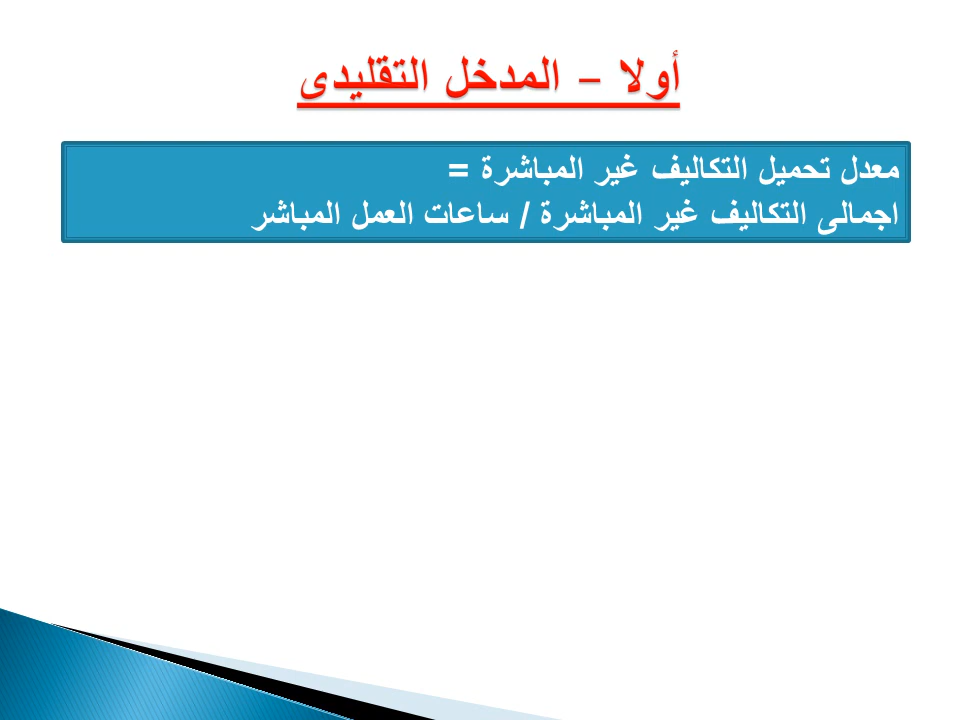 أولا – المدخل التقليدى
معدل تحميل التكاليف غير المباشرة =
اجمالى التكاليف غير المباشرة / ساعات العمل المباشر